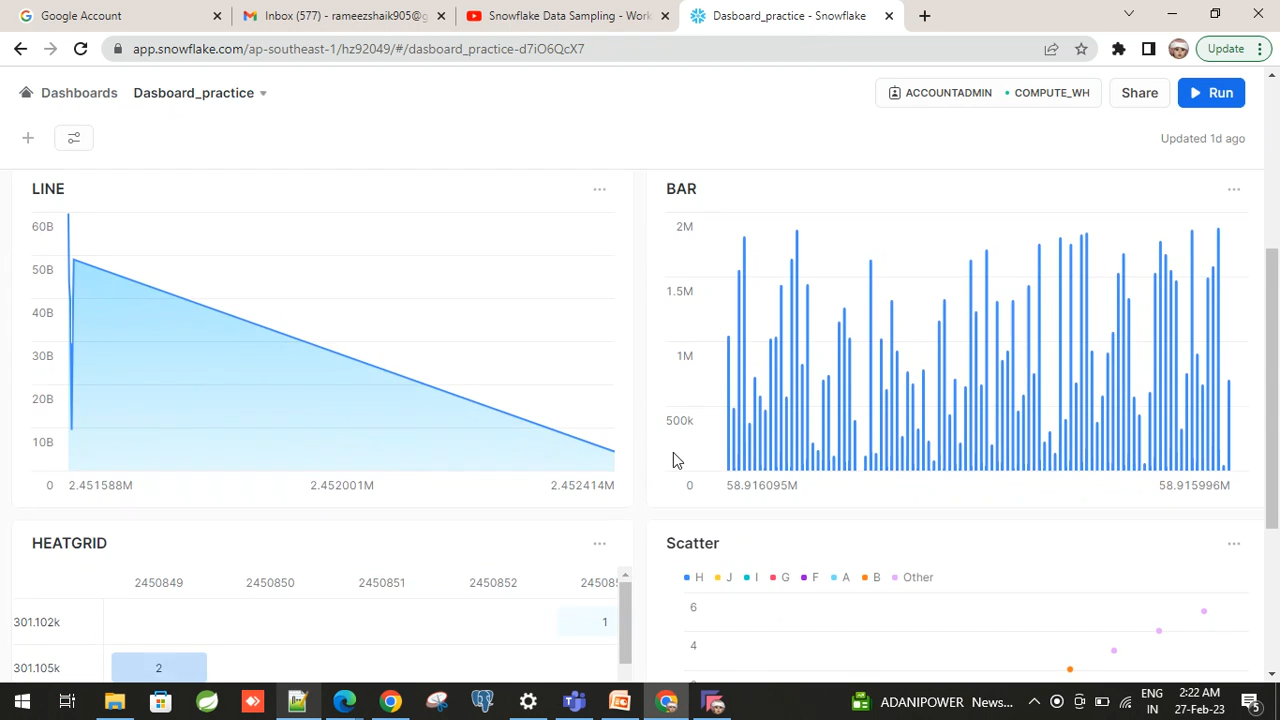 Google Account
Inbox (577) - rameezshaik905@g
Snowflake Data Sampling - Work
Dasboard_practice - Snowflake
app.snowflake.com/ap-southeast-1/hz92049/#/dasboard_practice-d7iO6QcX7
Update
Dashboards
Dasboard_practice
ACCOUNTADMIN
COMPUTE_WH
Share
Run
Updated 1d ago
LINE
60B
50B
40B
30B
20B
10B
0
2.451588M
2.452001M
2.452414M
BAR
2M
1.5M
1M
500k
0
58.916095M
58.915996M
HEATGRID
2450849
2450850
2450851
2450852
24508
301.102k
1
301.105k
2
Scatter
H
J
I
G
F
A
B
Other
6
4
ADANIPOWER News...
ENG
IN
2:22 AM
27-Feb-23
5